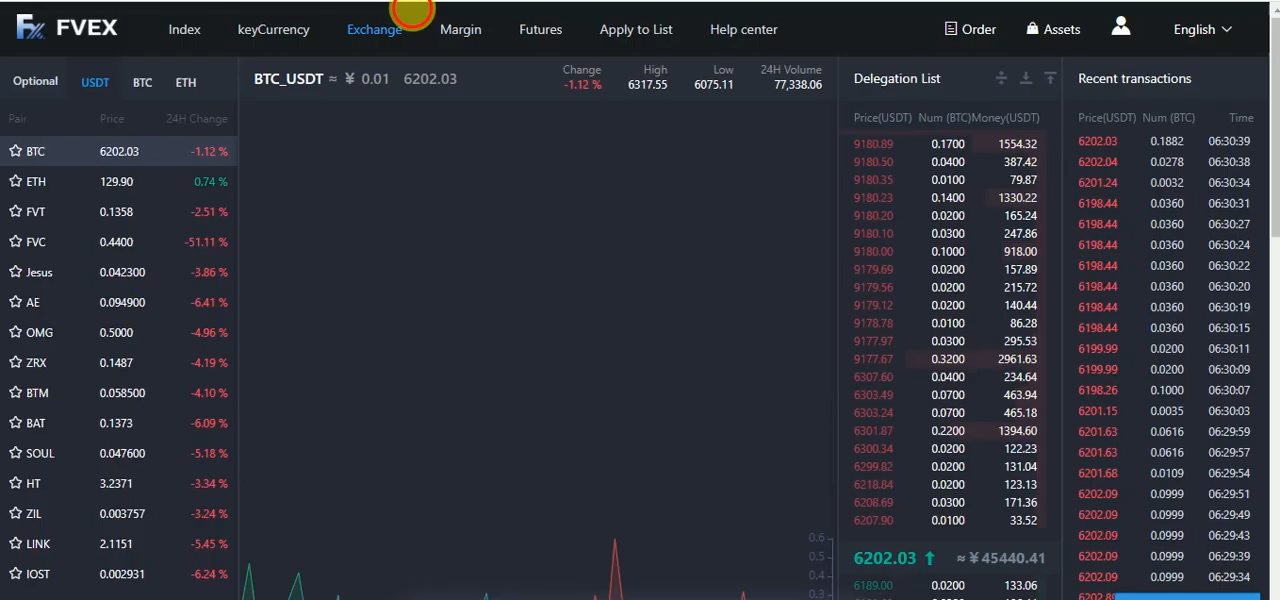 FVEX Index keyCurrency Exchange Margin Futures Apply to List Help center Order Assets English
Optional USDT BTC ETH
Pair Price 24H Change
BTC 6202.03 -1.12 %
ETH 129.90 0.74 %
FVT 0.1358 -2.51 %
FVC 0.4400 -51.11 %
Jesus 0.042300 -3.86 %
AE 0.094900 -6.41 %
OMG 0.5000 -4.96 %
ZRX 0.1487 -4.19 %
BTM 0.058500 -4.10 %
BAT 0.1373 -6.09 %
SOUL 0.047600 -5.18 %
HT 3.2371 -3.34 %
ZIL 0.003757 -3.24 %
LINK 2.1151 -5.45 %
IOST 0.002931 -6.24 %
BTC_USDT ≈ ¥ 0.01 6202.03
Change High Low 24H Volume
-1.12 % 6317.55 6075.11 77,338.06
0.6
0.5
0.4
0.3
Delegation List
Price(USDT) Num (BTC)Money(USDT)
9180.89 0.1700 1554.32
9180.50 0.0400 387.42
9180.35 0.0100 79.87
9180.23 0.1400 1330.22
9180.20 0.0200 165.24
9180.10 0.0300 247.86
9180.00 0.1000 918.00
9179.69 0.0200 157.89
9179.56 0.0200 215.72
9179.12 0.0200 140.44
9178.78 0.0100 86.28
9177.97 0.0300 295.53
9177.67 0.3200 2961.63
6307.60 0.0400 234.64
6303.49 0.0700 463.94
6303.24 0.0700 465.18
6301.87 0.2200 1394.60
6300.34 0.0200 122.23
6299.82 0.0200 131.04
6218.84 0.0200 123.13
6208.69 0.0300 171.36
6207.90 0.0100 33.52
6202.03 ↑ ≈ ¥ 45440.41
6189.00 0.0200 133.06
Recent transactions
Price(USDT) Num (BTC) Time
6202.03 0.1882 06:30:39
6202.04 0.0278 06:30:38
6201.24 0.0032 06:30:34
6198.44 0.0360 06:30:31
6198.44 0.0360 06:30:27
6198.44 0.0360 06:30:24
6198.44 0.0360 06:30:22
6198.44 0.0360 06:30:20
6198.44 0.0360 06:30:19
6198.44 0.0360 06:30:15
6199.99 0.0200 06:30:11
6199.99 0.0200 06:30:09
6198.26 0.1000 06:30:07
6201.15 0.0035 06:30:03
6201.63 0.0616 06:29:59
6201.63 0.0616 06:29:57
6201.68 0.0109 06:29:54
6202.09 0.0999 06:29:51
6202.09 0.0999 06:29:49
6202.09 0.0999 06:29:43
6202.09 0.0999 06:29:39
6202.09 0.0999 06:29:34